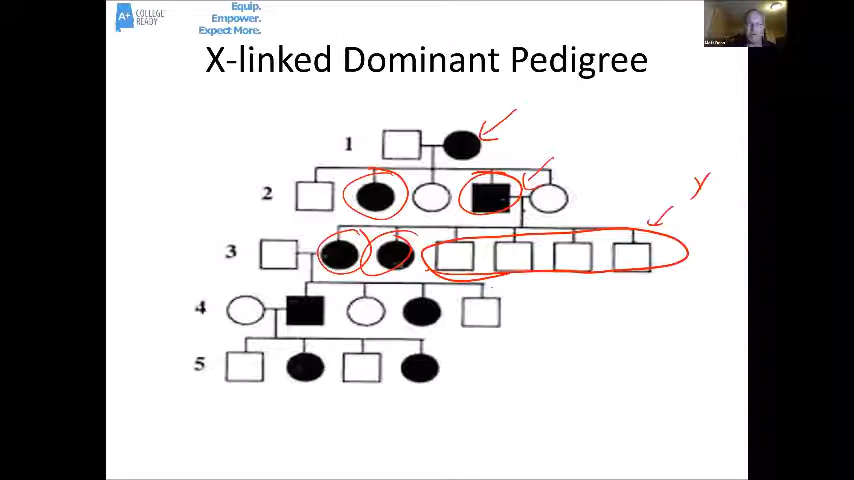 A+ COLLEGE
READY
Equip.
Empower.
Expect More.
X-linked Dominant Pedigree
1
2
Y
3
4
5